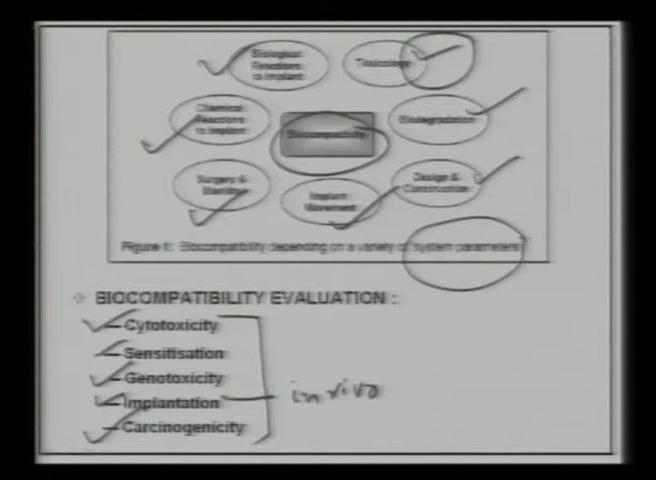 Biological
Reactions
to Implant
Toxicology
Chemical
Reactions
to Implant
Biocompatibility
Biodegradation
Surgery &
Sterility
Implant
Movement
Design &
Construction
Figure 1: Biocompatibility depending on a variety of system parameters
BIOCOMPATIBILITY EVALUATION :
– Cytotoxicity
– Sensitisation
– Genotoxicity
– Implantation
– Carcinogenicity
in vivo